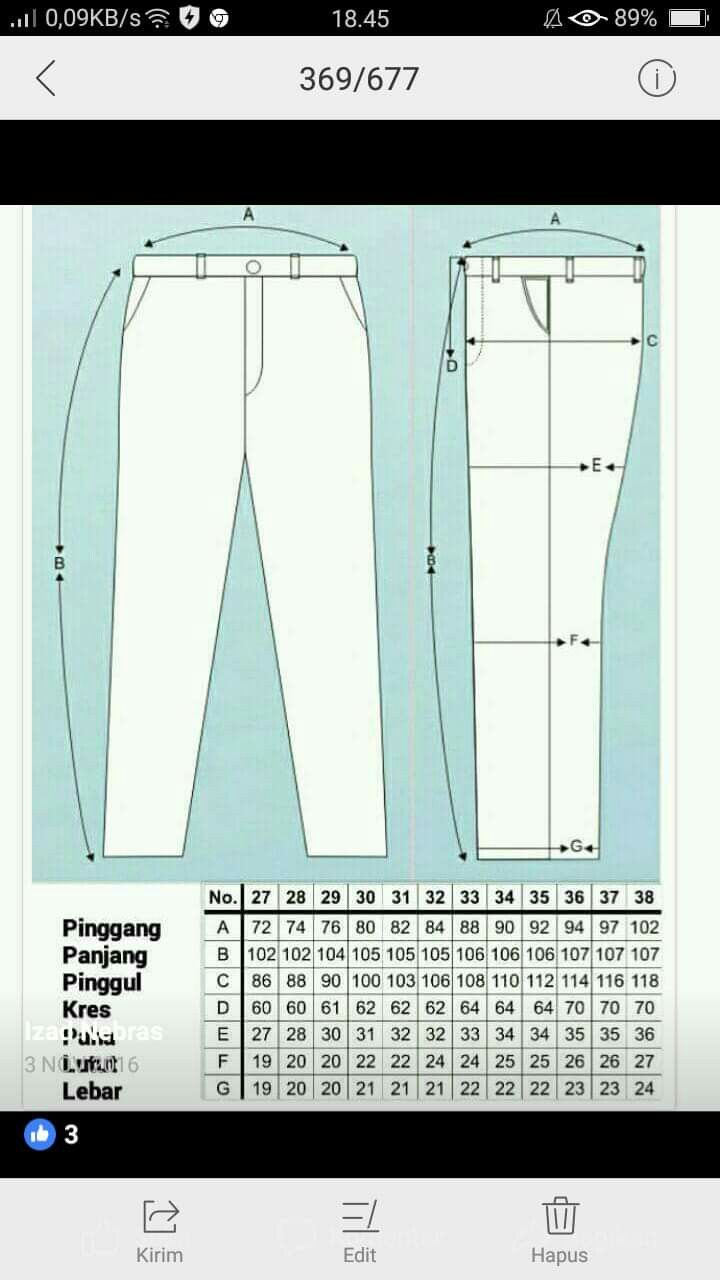 0,09KB/s 18.45 89%
369/677
A
A
C
D
E
B
B
F
G
No. 27 28 29 30 31 32 33 34 35 36 37 38
Pinggang A 72 74 76 80 82 84 88 90 92 94 97 102
Panjang B 102 102 104 105 105 105 106 106 106 107 107 107
Pinggul C 86 88 90 100 103 106 108 110 112 114 116 118
Kres D 60 60 61 62 62 62 64 64 64 70 70 70
Izad Nebras
Paha E 27 28 30 31 32 32 33 34 34 35 35 36
3 NOV 2016
F 19 20 20 22 22 24 24 25 25 26 26 27
Lebar G 19 20 20 21 21 21 22 22 22 23 23 24
3
Kirim Edit Hapus